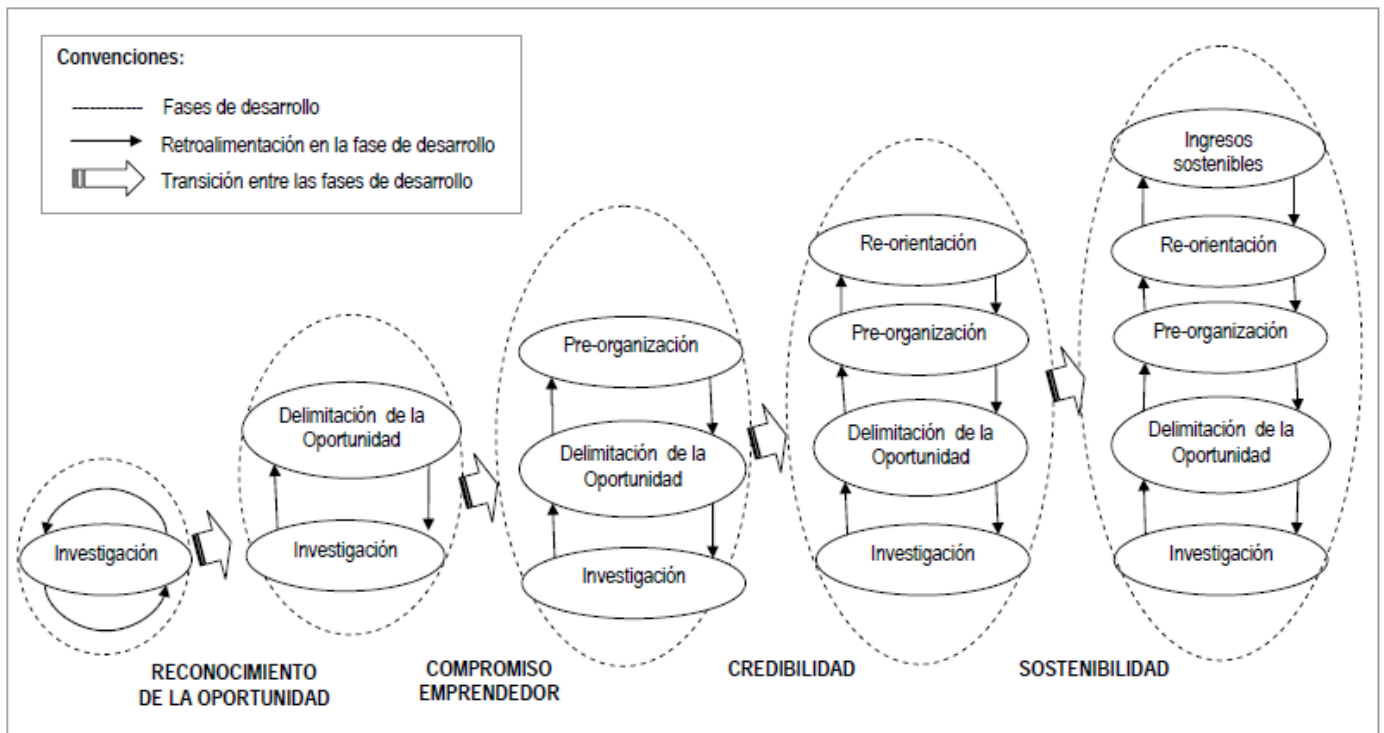 Convenciones:
Fases de desarrollo
Retroalimentación en la fase de desarrollo
Transición entre las fases de desarrollo
Investigación
Delimitación de la
Oportunidad
Investigación
Pre-organización
Delimitación de la
Oportunidad
Investigación
Re-orientación
Pre-organización
Delimitación de la
Oportunidad
Investigación
Ingresos
sostenibles
Re-orientación
Pre-organización
Delimitación de la
Oportunidad
Investigación
RECONOCIMIENTO
DE LA OPORTUNIDAD
COMPROMISO
EMPRENDEDOR
CREDIBILIDAD
SOSTENIBILIDAD